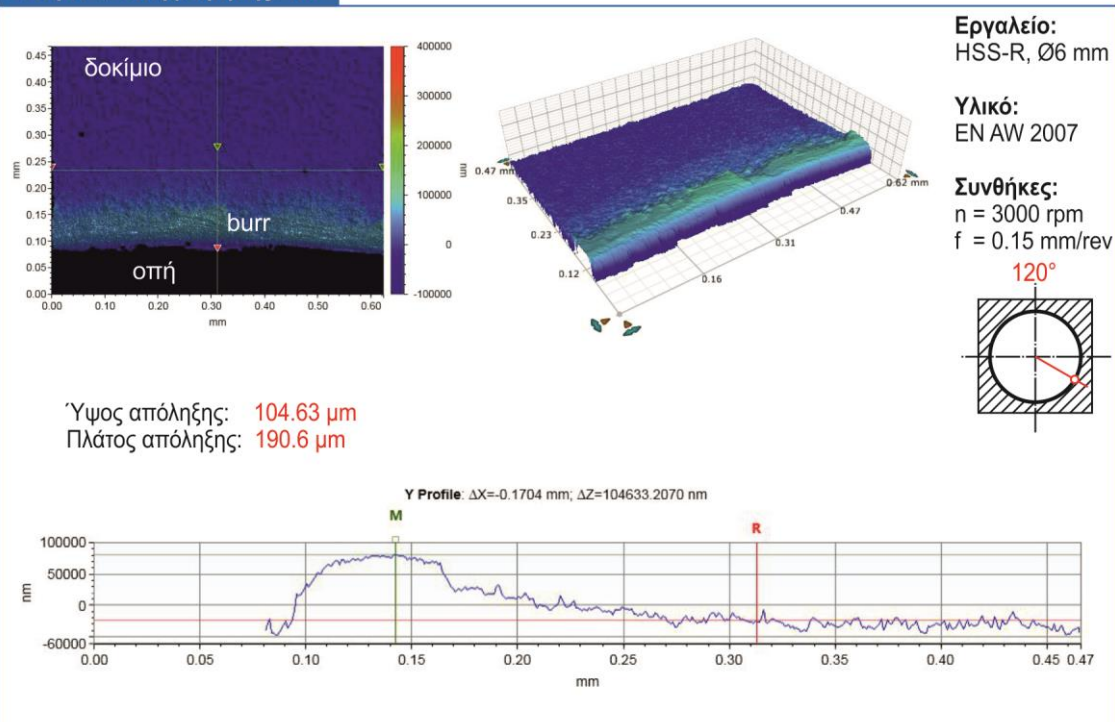 δοκίμιο
burr
οπή
0.45
0.40
0.35
0.30
0.25
0.20
0.15
0.10
0.05
0.00
mm
0.00 0.10 0.20 0.30 0.40 0.50 0.60
mm
400000
300000
200000
100000
0
-100000
nm
0.47 mm
0.35
0.23
0.12
0.16
0.31
0.47
0.62 mm
Εργαλείο:
HSS-R, Ø6 mm
Υλικό:
EN AW 2007
Συνθήκες:
n = 3000 rpm
f = 0.15 mm/rev
120°
Ύψος απόληξης: 104.63 μm
Πλάτος απόληξης: 190.6 μm
Y Profile: ΔX=-0.1704 mm; ΔZ=104633.2070 nm
M
R
100000
50000
0
-60000
nm
0.00 0.05 0.10 0.15 0.20 0.25 0.30 0.35 0.40 0.45 0.47
mm